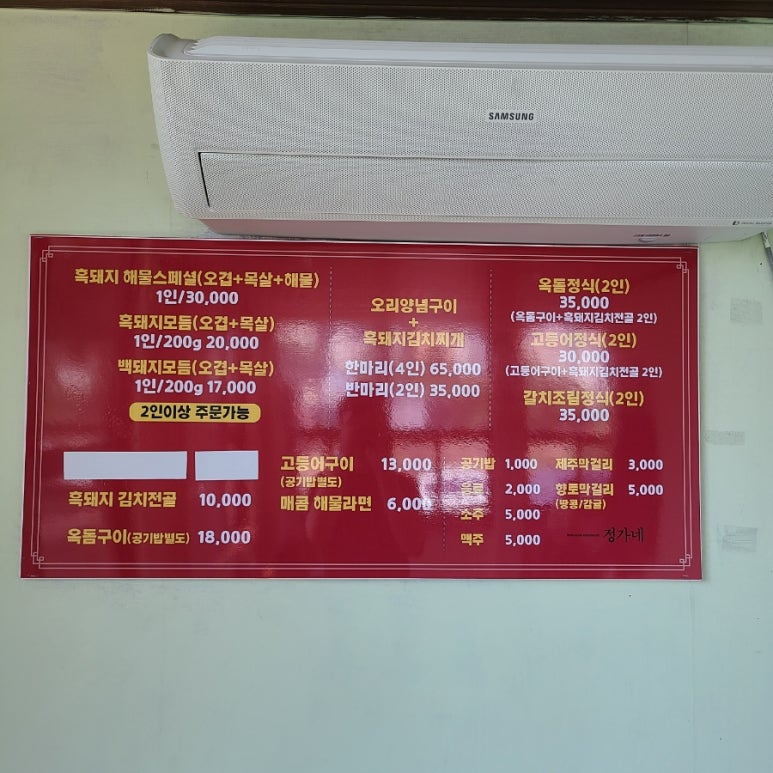 SAMSUNG
흑돼지 해물스페셜(오겹+목살+해물)
1인/30,000
흑돼지모듬(오겹+목살)
1인/200g 20,000
백돼지모듬(오겹+목살)
1인/200g 17,000
2인이상 주문가능
오리양념구이
+
흑돼지김치찌개
한마리(4인) 65,000
반마리(2인) 35,000
옥돔정식(2인)
35,000
(옥돔구이+흑돼지김치전골 2인)
고등어정식(2인)
30,000
(고등어구이+흑돼지김치전골 2인)
갈치조림정식(2인)
35,000
흑돼지 김치전골 10,000
옥돔구이(공기밥별도) 18,000
고등어구이 13,000
(공기밥별도)
매콤 해물라면 6,000
공기밥 1,000
2,000
소주 5,000
맥주 5,000
제주막걸리 3,000
향토막걸리 5,000
(땅콩/감귤)
정가네